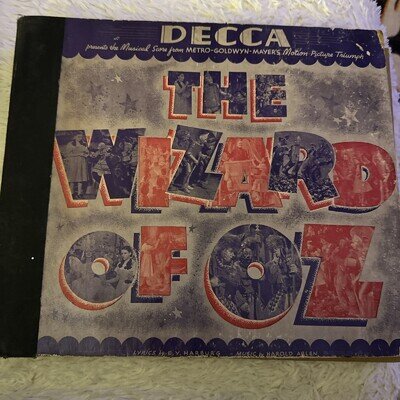 DECCA
presents the Musical Score from METRO-GOLDWYN-MAYER'S Motion Picture Triumph
THE
WIZARD
OF OZ
LYRICS by E.Y. HARBURG MUSIC by HAROLD ARLEN